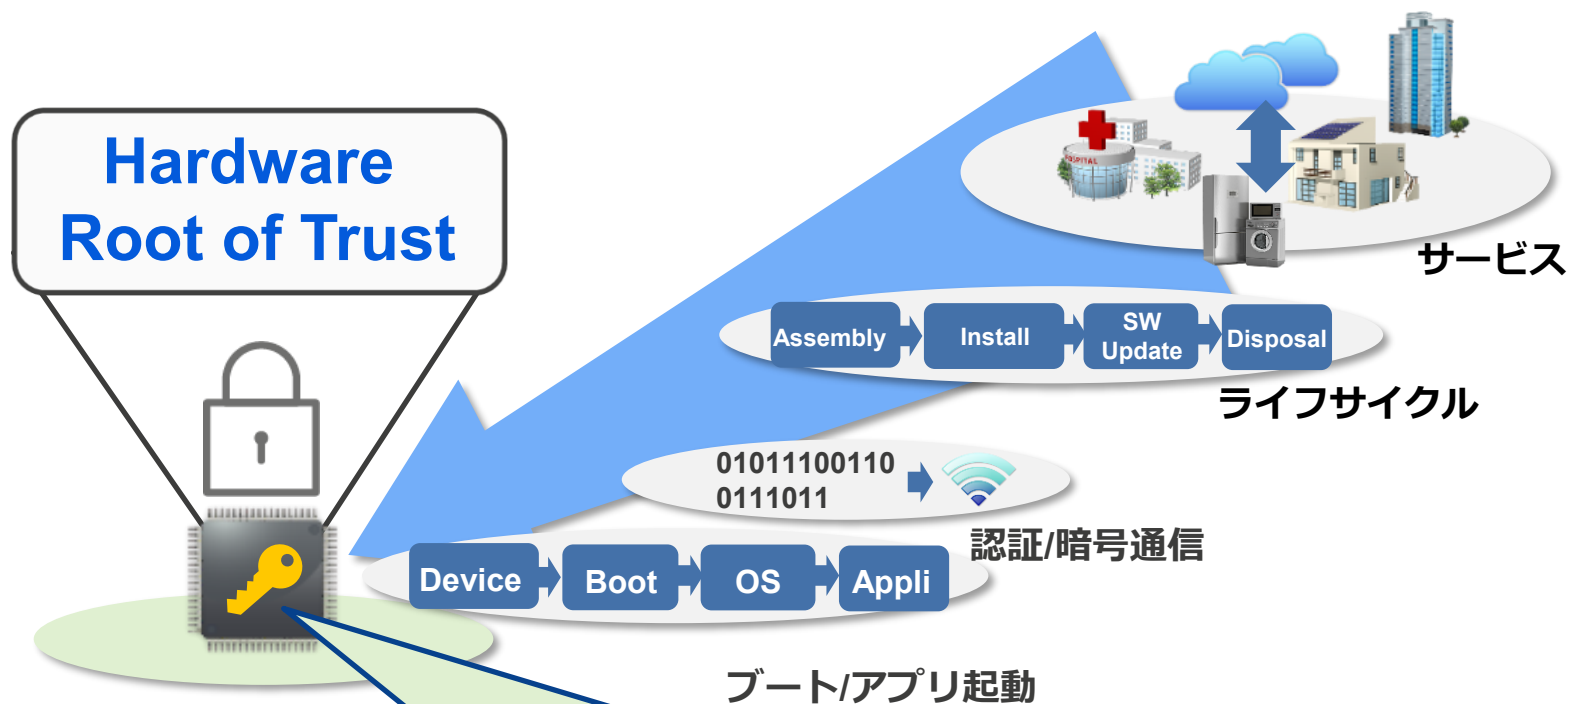 Hardware
Root of Trust
HOSPITAL
サービス
Assembly
Install
SW
Update
Disposal
ライフサイクル
01011100110
0111011
認証/暗号通信
Device
Boot
OS
Appli
ブート/アプリ起動